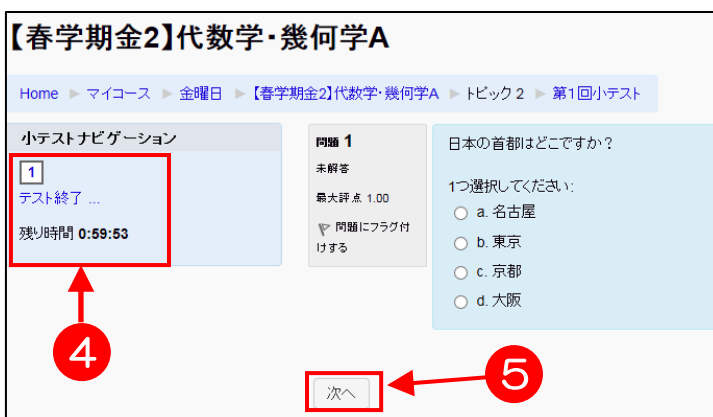 【春学期金2】代数学・幾何学A
Home ▶ マイコース ▶ 金曜日 ▶ 【春学期金2】代数学・幾何学A ▶ トピック 2 ▶ 第1回小テスト
小テストナビゲーション
1
テスト終了 ...
残り時間 0:59:53
問題 1
未解答
最大評点 1.00
問題にフラグ付
けする
日本の首都はどこですか?
1つ選択してください:
a. 名古屋
b. 東京
c. 京都
d. 大阪
4
5
次へ